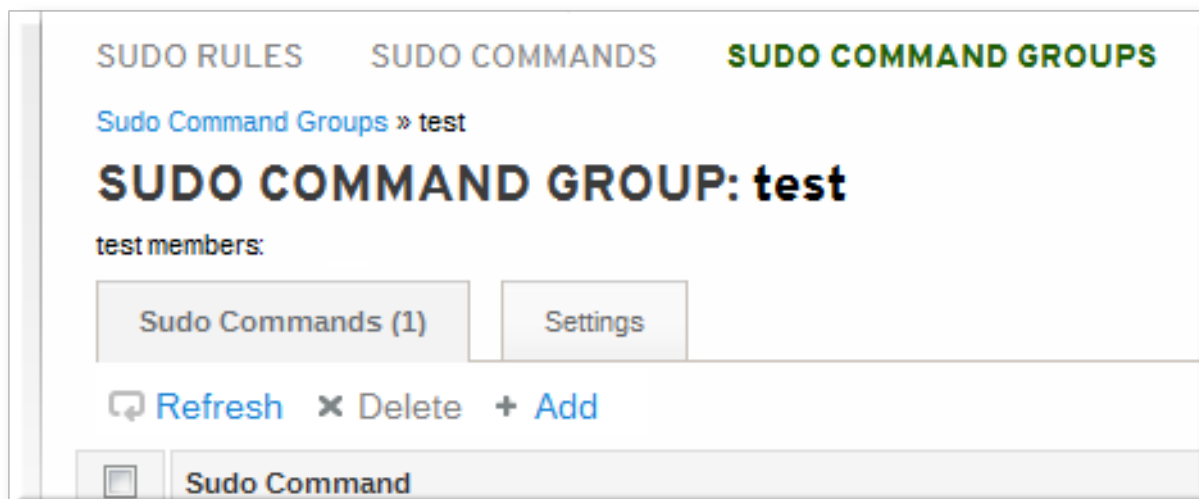 SUDO RULES SUDO COMMANDS SUDO COMMAND GROUPS
Sudo Command Groups » test
SUDO COMMAND GROUP: test
test members:
Sudo Commands (1) Settings
Refresh Delete + Add
Sudo Command